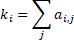 k_i = \sum_j a_{i,j}